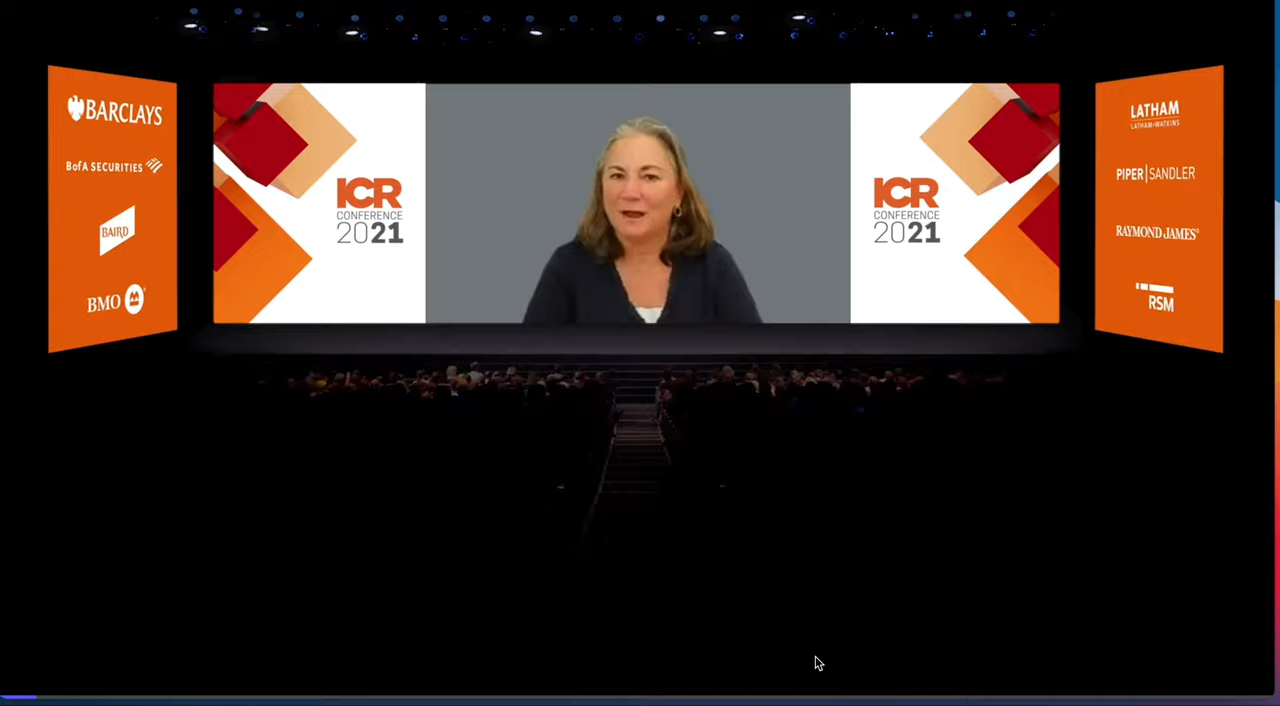 BARCLAYS
BofA SECURITIES
BAIRD
BMO
ICR
CONFERENCE
2021
ICR
CONFERENCE
2021
LATHAM
LATHAM&WATKINS
PIPER|SANDLER
RAYMOND JAMES®
RSM